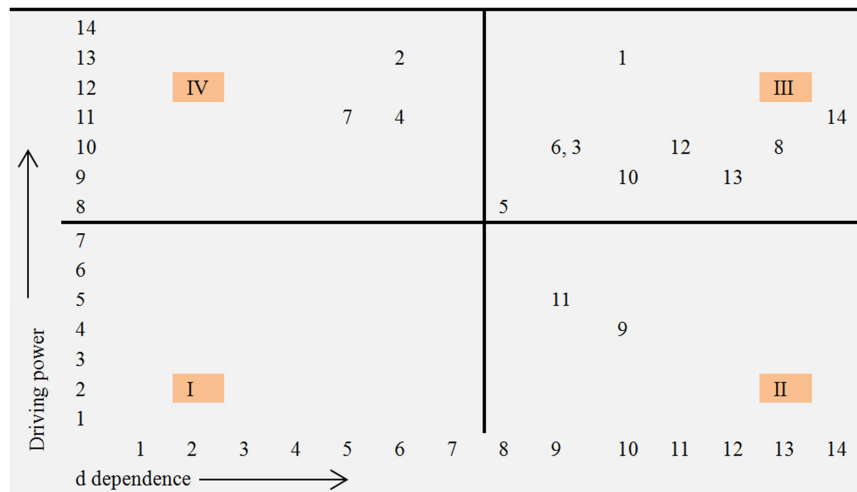 14
13 2 1
12 IV III
11 7 4 14
10 6, 3 12 8
9 10 13
8 5
7
6
5 11
4 9
3
2 I II
1
Driving power
1 2 3 4 5 6 7 8 9 10 11 12 13 14
d dependence